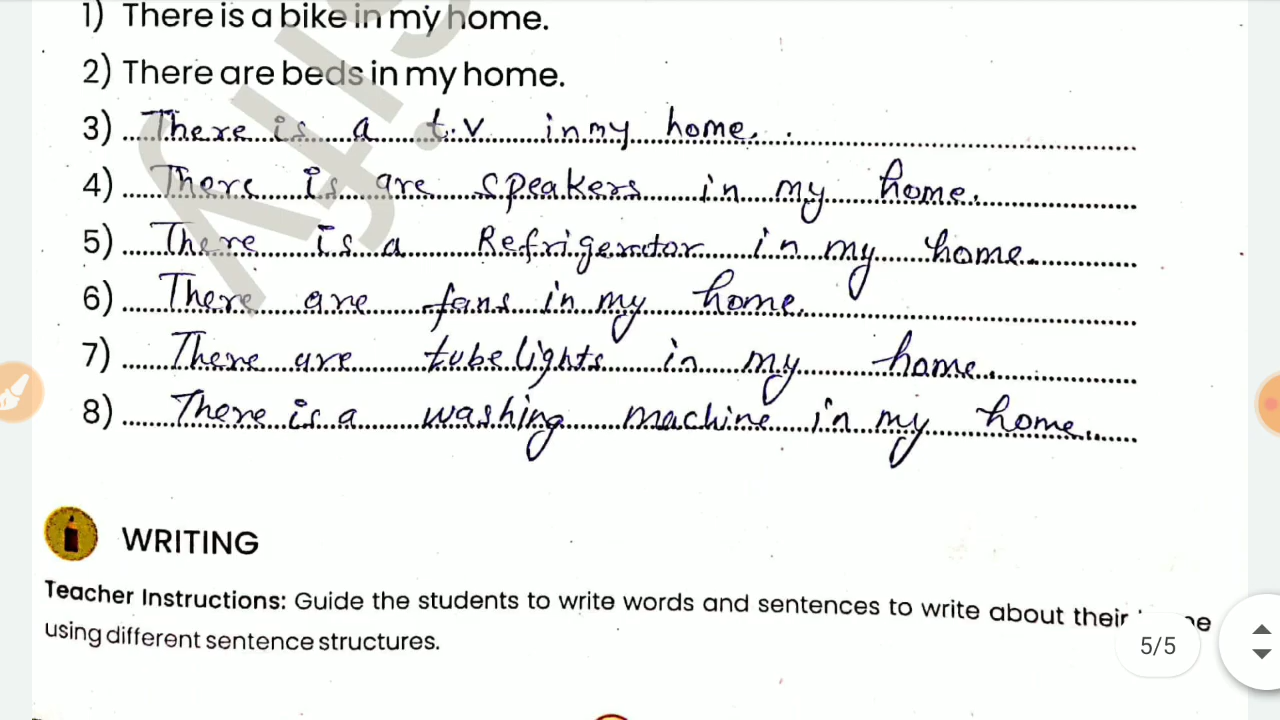 1) There is a bike in my home.
2) There are beds in my home.
3) There is a t.v in my home.
4) There is are speakers in my home.
5) There is a Refrigerator in my home.
6) There are fans in my home.
7) There are tubelights in my home.
8) There is a washing machine in my home.
WRITING
Teacher Instructions: Guide the students to write words and sentences to write about their
using different sentence structures.
5/5